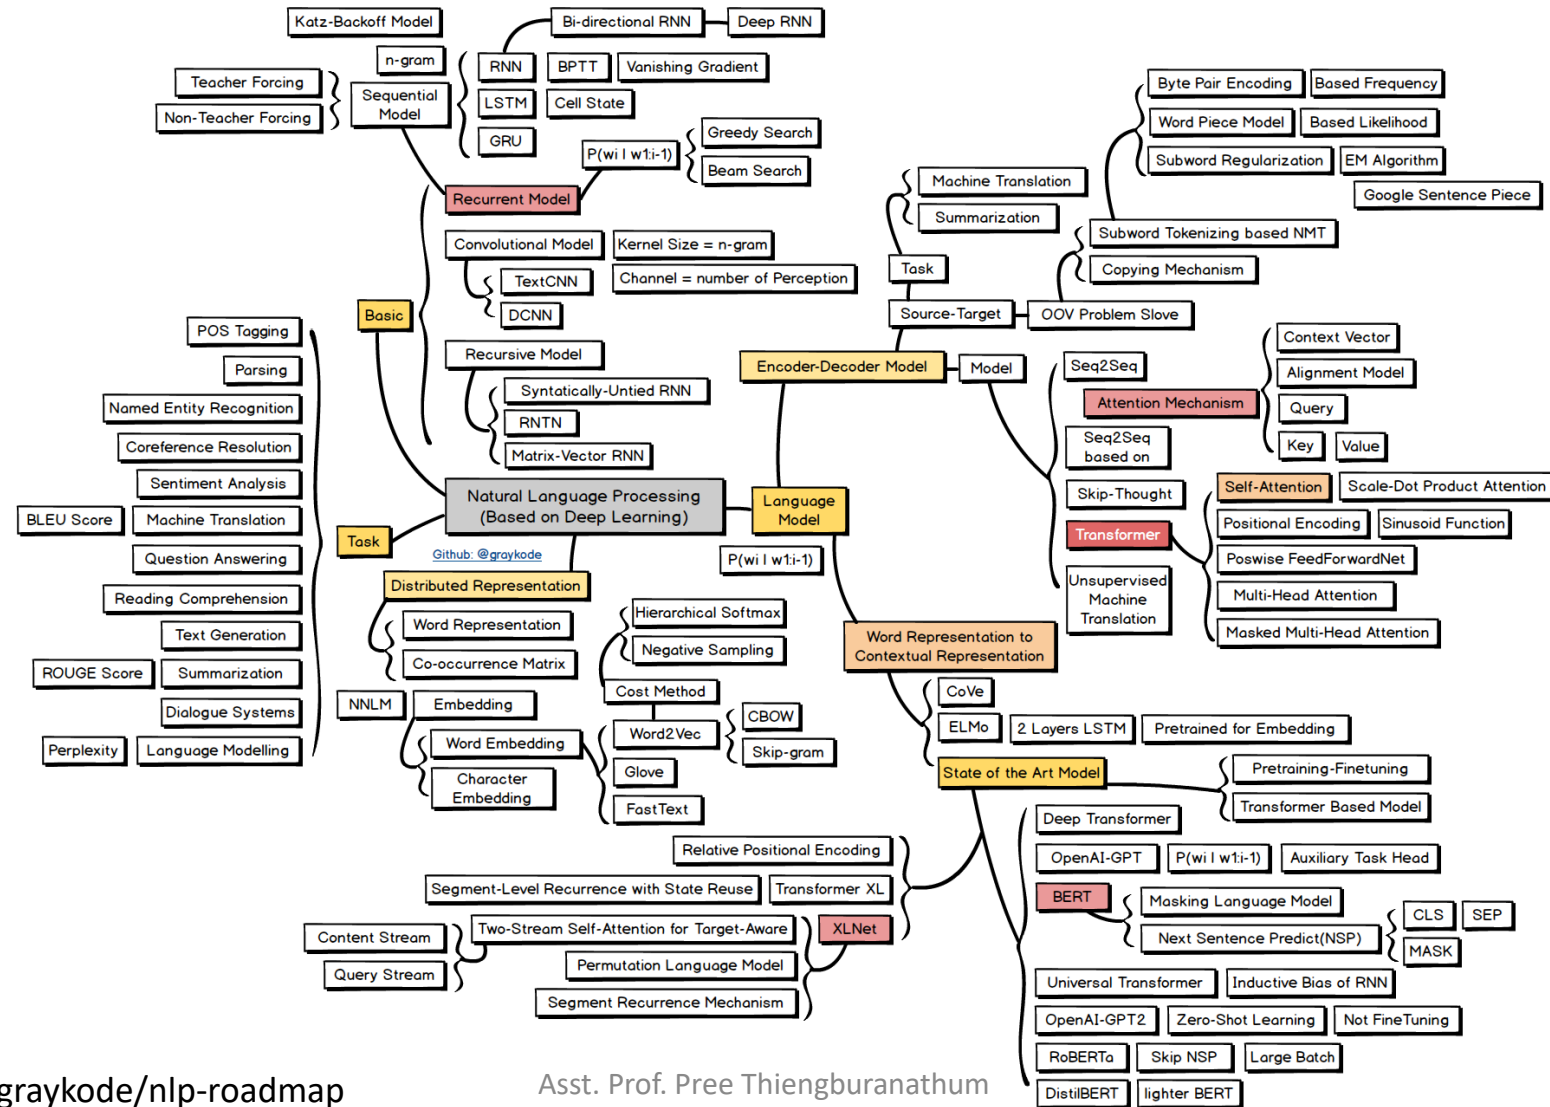 Katz-Backoff Model
Bi-directional RNN
Deep RNN
n-gram
RNN
BPTT
Vanishing Gradient
Teacher Forcing
Non-Teacher Forcing
Sequential
Model
LSTM
Cell State
GRU
P(wi | w1:i-1)
Greedy Search
Beam Search
Recurrent Model
Convolutional Model
Kernel Size = n-gram
Channel = number of Perception
TextCNN
DCNN
Basic
Recursive Model
Syntatically-Untied RNN
RNTN
Matrix-Vector RNN
POS Tagging
Parsing
Named Entity Recognition
Coreference Resolution
Sentiment Analysis
BLEU Score
Machine Translation
Question Answering
Reading Comprehension
Text Generation
ROUGE Score
Summarization
Dialogue Systems
Perplexity
Language Modelling
Task
Natural Language Processing
(Based on Deep Learning)
Github: @graykode
Distributed Representation
Word Representation
Co-occurrence Matrix
NNLM
Embedding
Word Embedding
Character
Embedding
Hierarchical Softmax
Negative Sampling
Cost Method
Word2Vec
CBOW
Skip-gram
Glove
FastText
Language
Model
P(wi | w1:i-1)
Encoder-Decoder Model
Source-Target
Task
Machine Translation
Summarization
OOV Problem Slove
Subword Tokenizing based NMT
Copying Mechanism
Byte Pair Encoding
Based Frequency
Word Piece Model
Based Likelihood
Subword Regularization
EM Algorithm
Google Sentence Piece
Model
Seq2Seq
Attention Mechanism
Context Vector
Alignment Model
Query
Key
Value
Seq2Seq
based on
Skip-Thought
Transformer
Self-Attention
Scale-Dot Product Attention
Positional Encoding
Sinusoid Function
Poswise FeedForwardNet
Multi-Head Attention
Masked Multi-Head Attention
Unsupervised
Machine
Translation
Word Representation to
Contextual Representation
CoVe
ELMo
2 Layers LSTM
Pretrained for Embedding
State of the Art Model
Pretraining-Finetuning
Transformer Based Model
Deep Transformer
OpenAI-GPT
P(wi | w1:i-1)
Auxiliary Task Head
BERT
Masking Language Model
Next Sentence Predict(NSP)
CLS
SEP
MASK
Universal Transformer
Inductive Bias of RNN
OpenAI-GPT2
Zero-Shot Learning
Not FineTuning
RoBERTa
Skip NSP
Large Batch
DistilBERT
lighter BERT
Relative Positional Encoding
Segment-Level Recurrence with State Reuse
Transformer XL
XLNet
Two-Stream Self-Attention for Target-Aware
Content Stream
Query Stream
Permutation Language Model
Segment Recurrence Mechanism
graykode/nlp-roadmap
Asst. Prof. Pree Thiengburanathum